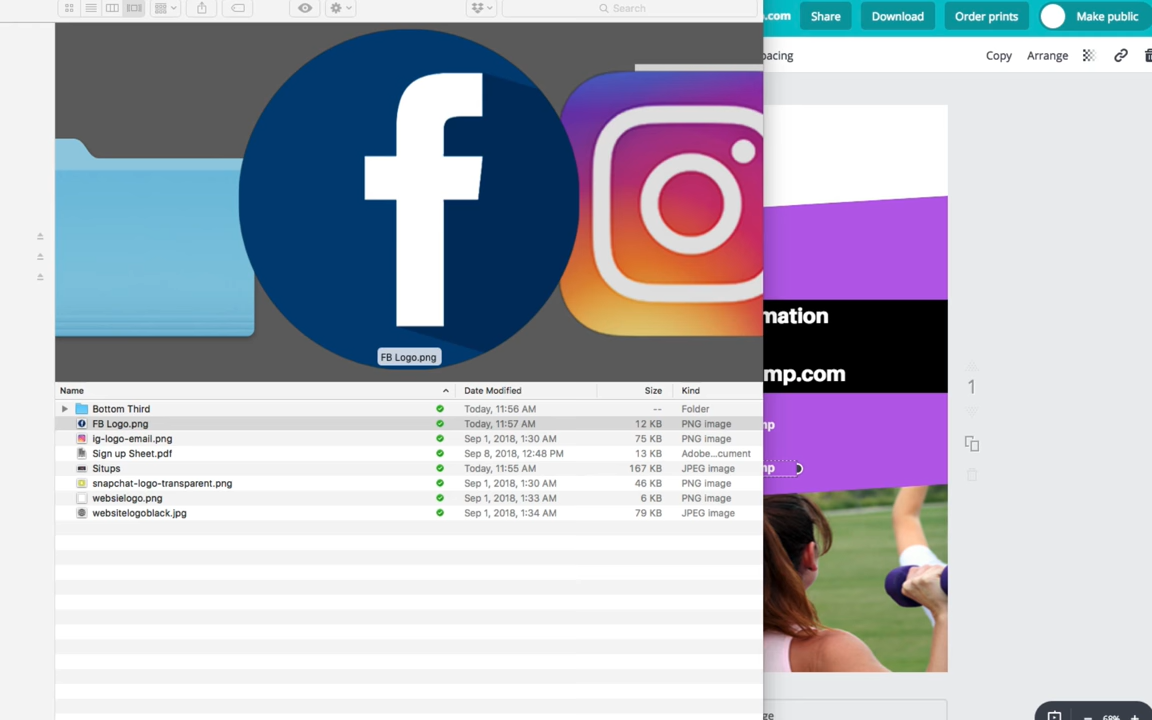 Search
.com
Share
Download
Order prints
Make public
pacing
Copy
Arrange
FB Logo.png
mation
mp.com
mp
mp
1
Name
Date Modified
Size
Kind
Bottom Third
Today, 11:56 AM
--
Folder
FB Logo.png
Today, 11:57 AM
12 KB
PNG image
ig-logo-email.png
Sep 1, 2018, 1:30 AM
75 KB
PNG image
Sign up Sheet.pdf
Sep 8, 2018, 12:48 PM
13 KB
Adobe...cument
Situps
Today, 11:55 AM
167 KB
JPEG image
snapchat-logo-transparent.png
Sep 1, 2018, 1:30 AM
46 KB
PNG image
websielogo.png
Sep 1, 2018, 1:33 AM
6 KB
PNG image
websitelogoblack.jpg
Sep 1, 2018, 1:34 AM
79 KB
JPEG image
ge
68%